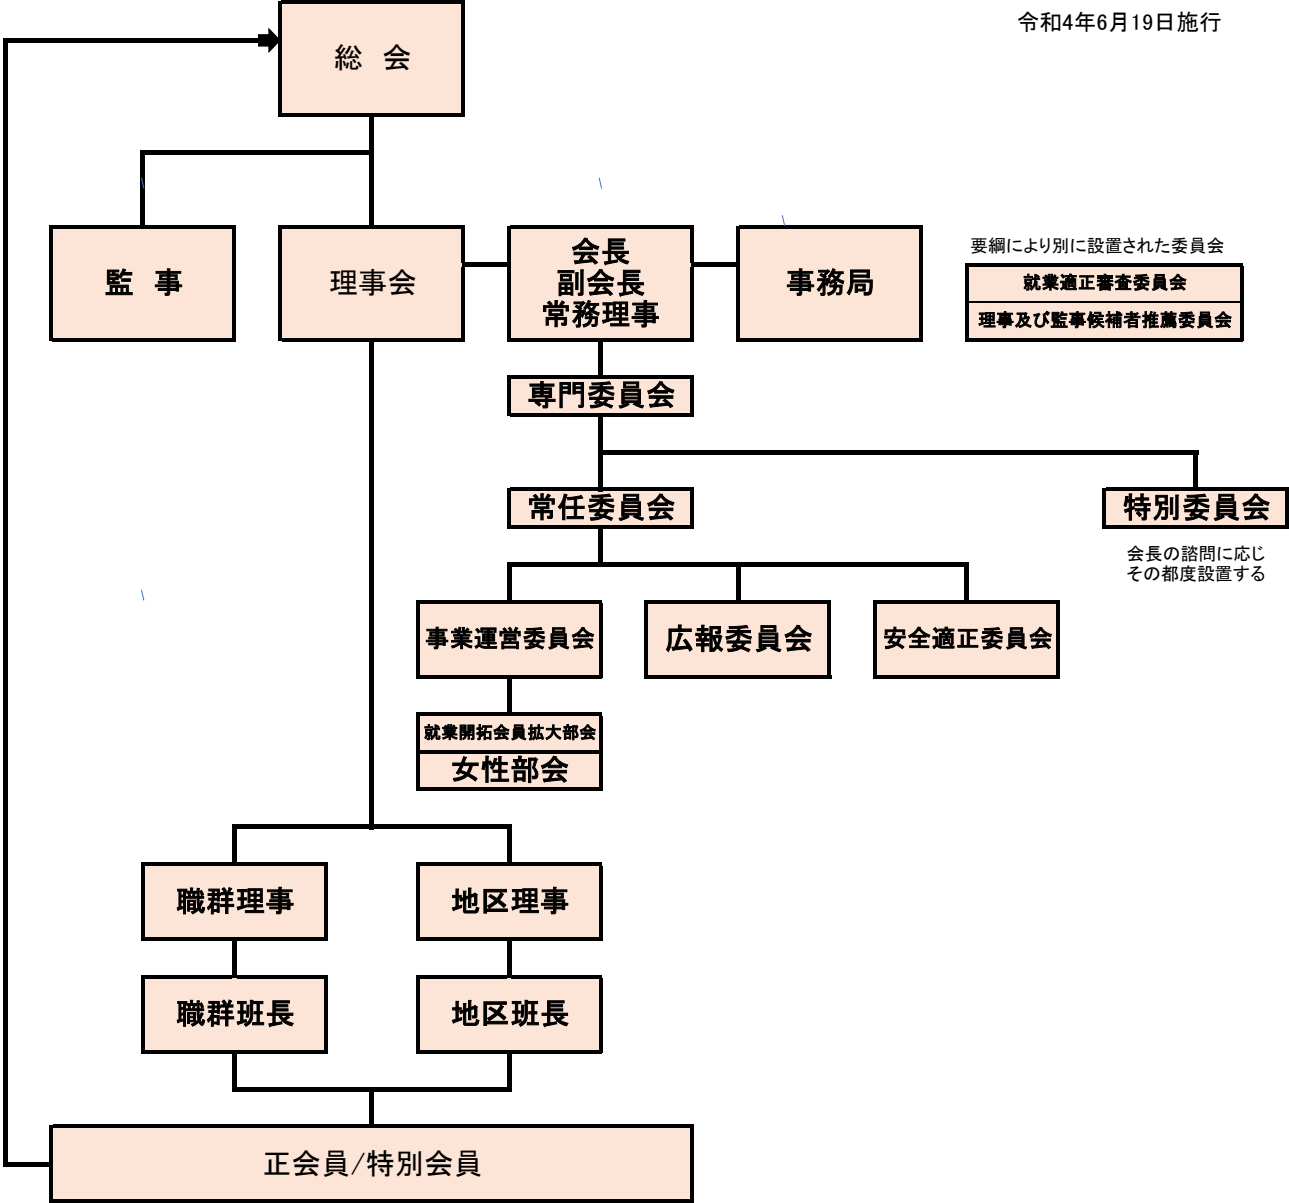 令和4年6月19日施行
総　会
監　事
理事会
会長
副会長
常務理事
事務局
要綱により別に設置された委員会
就業適正審査委員会
理事及び監事候補者推薦委員会
専門委員会
常任委員会
特別委員会
会長の諮問に応じ
その都度設置する
事業運営委員会
広報委員会
安全適正委員会
就業開拓会員拡大部会
女性部会
職群理事
地区理事
職群班長
地区班長
正会員/特別会員